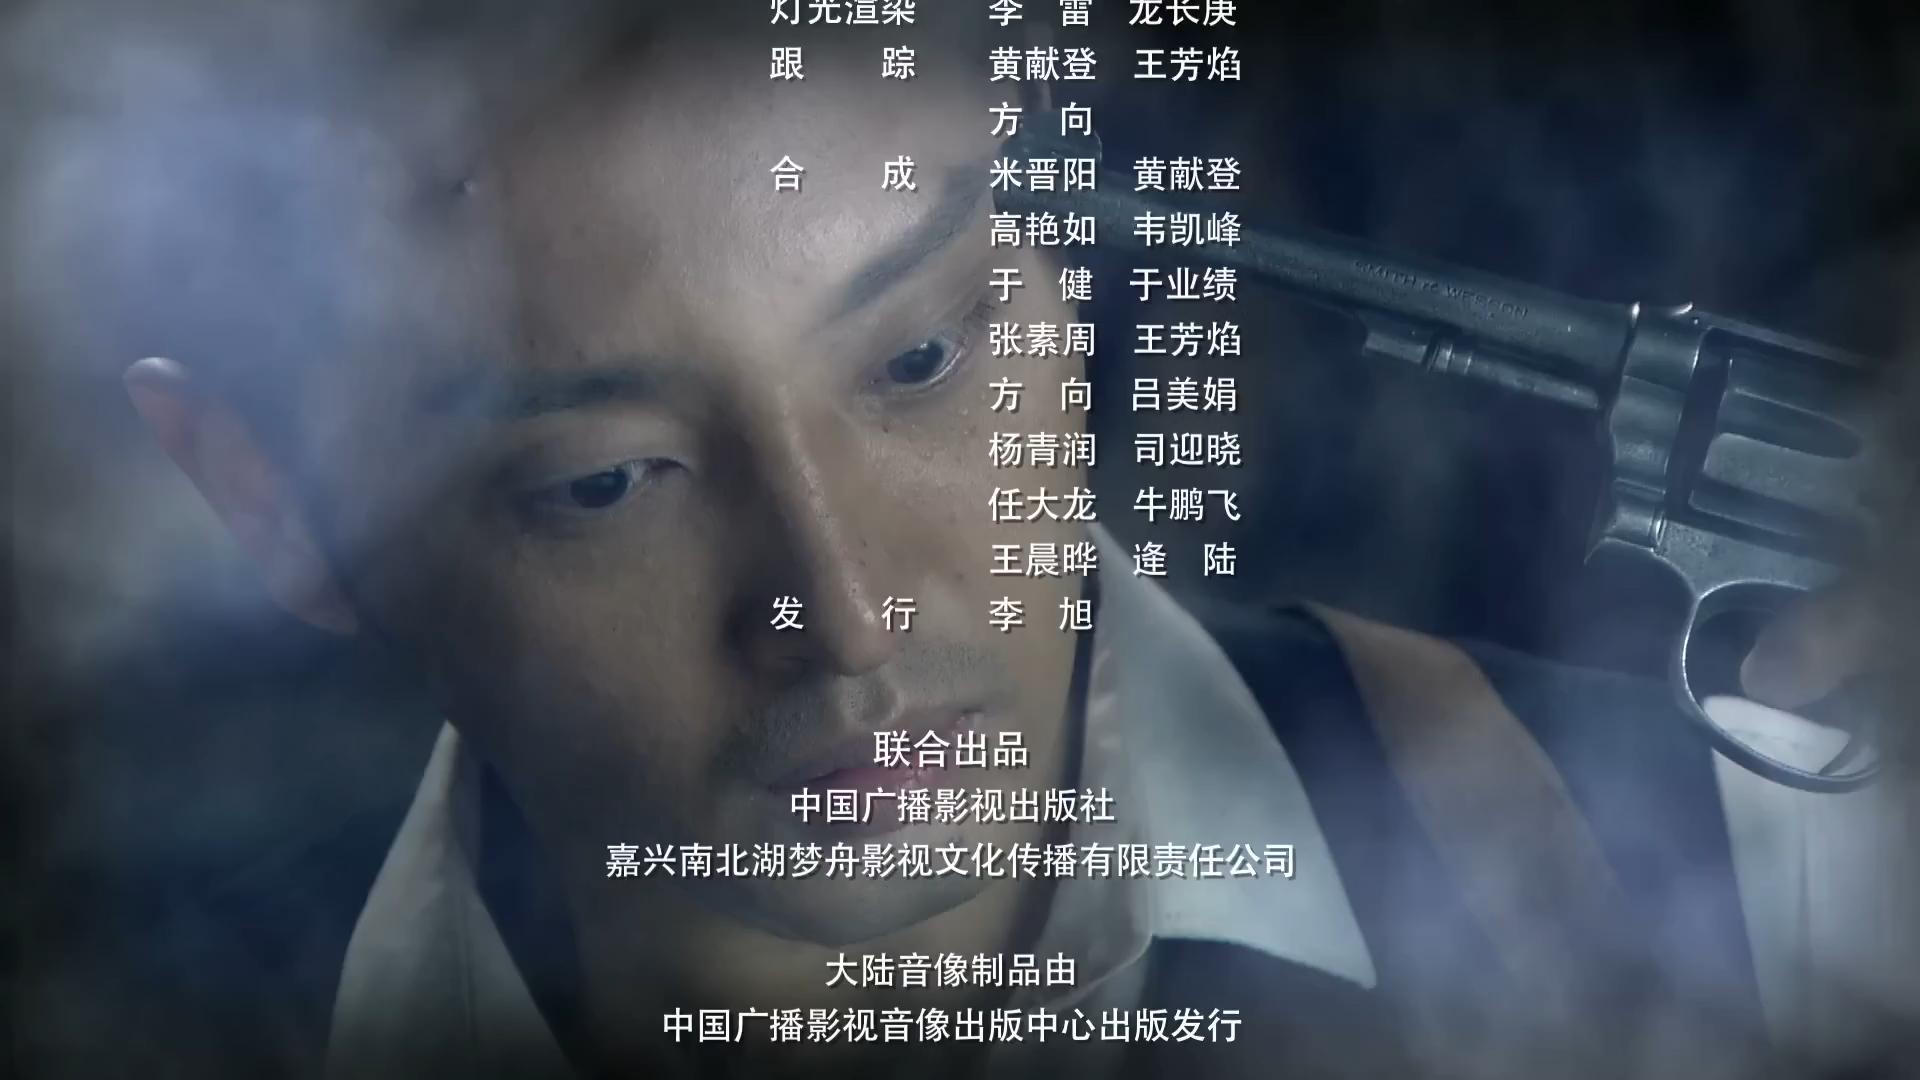 灯光渲染 李 雷 龙长庚
跟 踪 黄献登 王芳焰
方 向
合 成 米晋阳 黄献登
高艳如 韦凯峰
于 健 于业绩
张素周 王芳焰
方 向 吕美娟
杨青润 司迎晓
任大龙 牛鹏飞
王晨晔 逄 陆
发 行 李 旭
SMITH & WESSON
联合出品
中国广播影视出版社
嘉兴南北湖梦舟影视文化传播有限责任公司
大陆音像制品由
中国广播影视音像出版中心出版发行